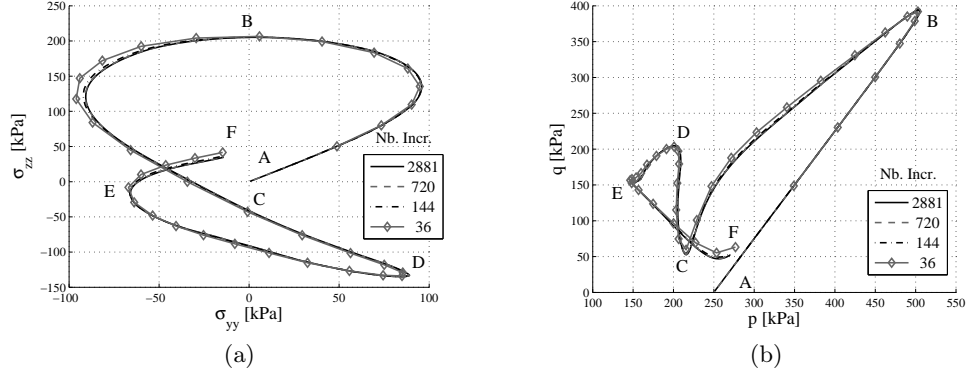 200
150
100
50
0
−50
−100
−150
−100
−50
0
50
100
σzz [kPa]
σyy [kPa]
A
B
C
D
E
F
Nb. Incr.
2881
720
144
36
(a)
400
350
300
250
200
150
100
50
0
100
150
200
250
300
350
400
450
500
550
q [kPa]
p [kPa]
A
B
C
D
E
F
Nb. Incr.
2881
720
144
36
(b)